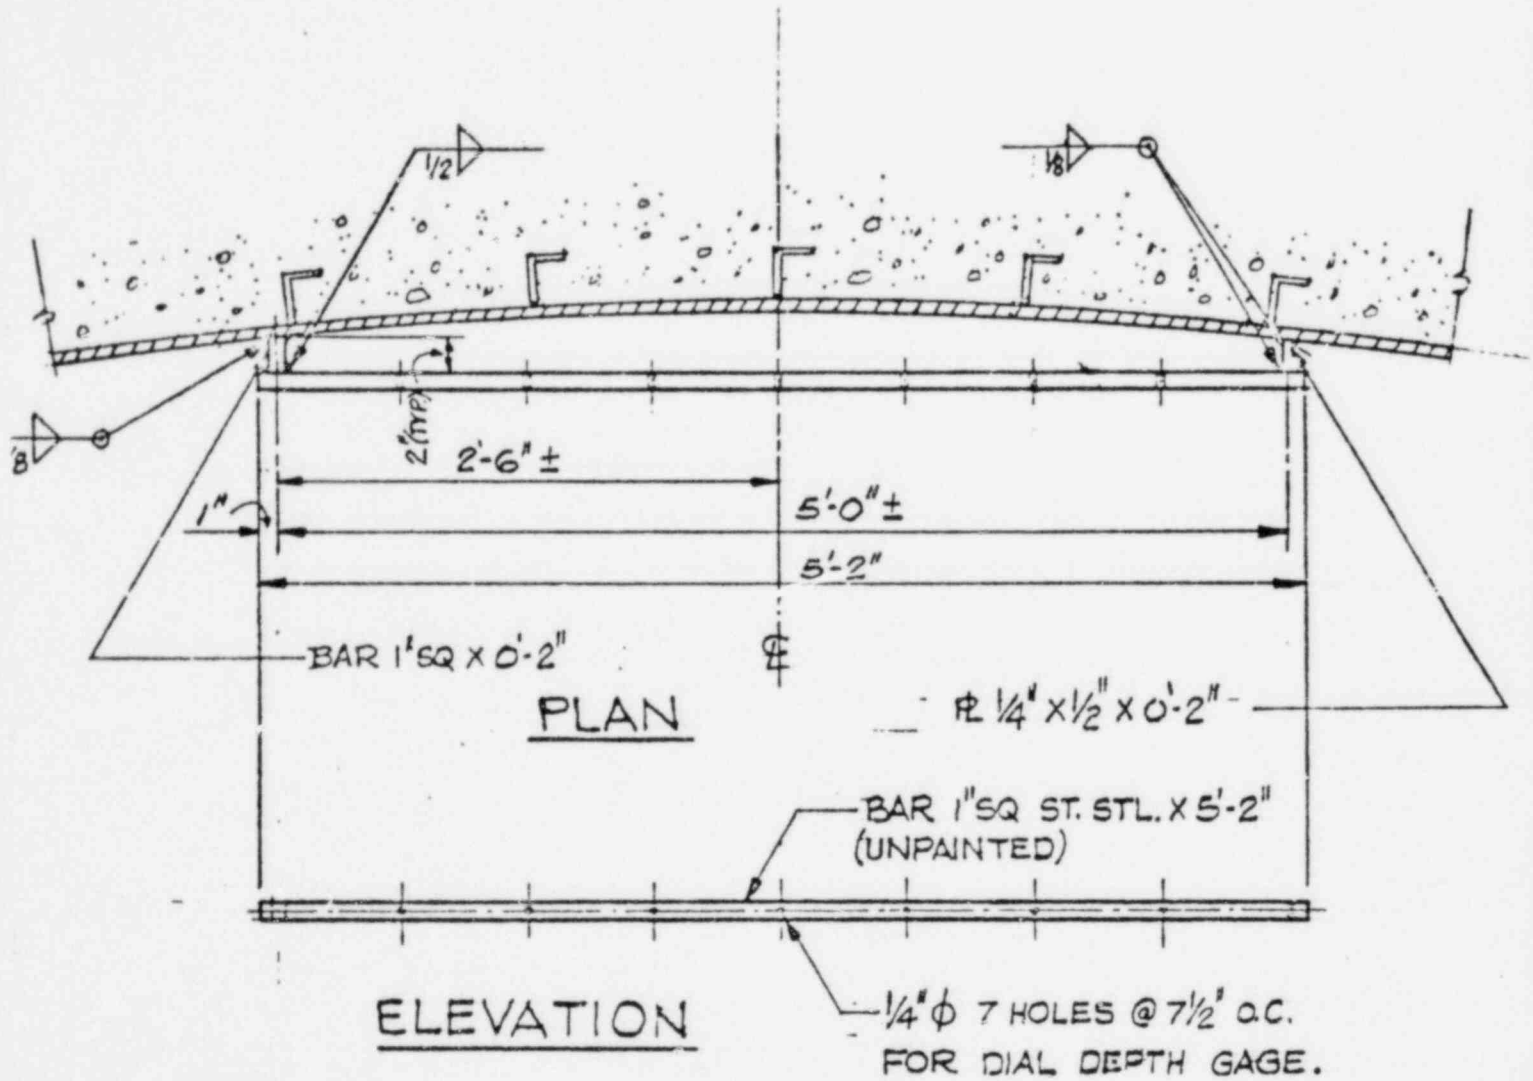 1/2
1/8
1/8
2"(TYP.)
2'-6" ±
1"
5'-0" ±
5'-2"
BAR 1" SQ X 0'-2"
℄
PLAN
PL 1/4" X 1/2" X 0'-2"
BAR 1" SQ ST. STL. X 5'-2"
(UNPAINTED)
ELEVATION
1/4" ϕ 7 HOLES @ 7 1/2" O.C.
FOR DIAL DEPTH GAGE.